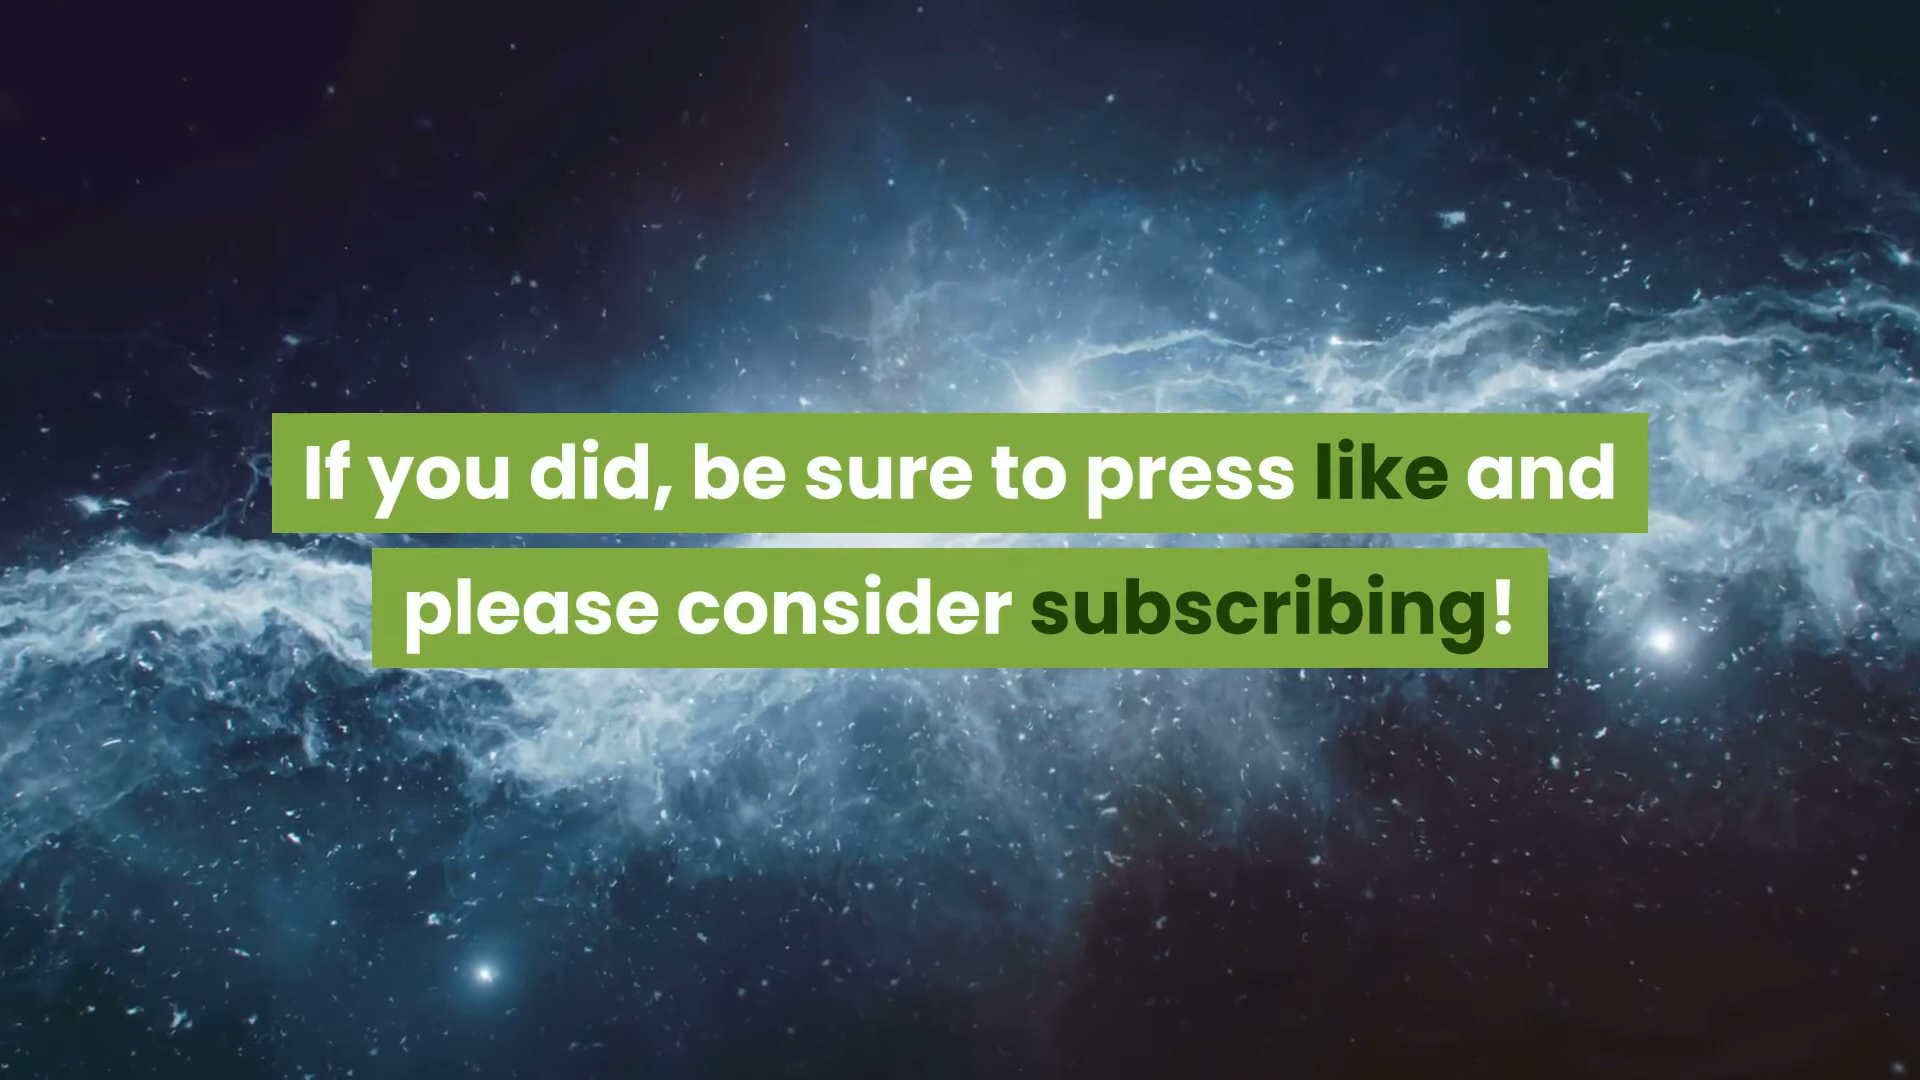 If you did, be sure to press like and
please consider subscribing!